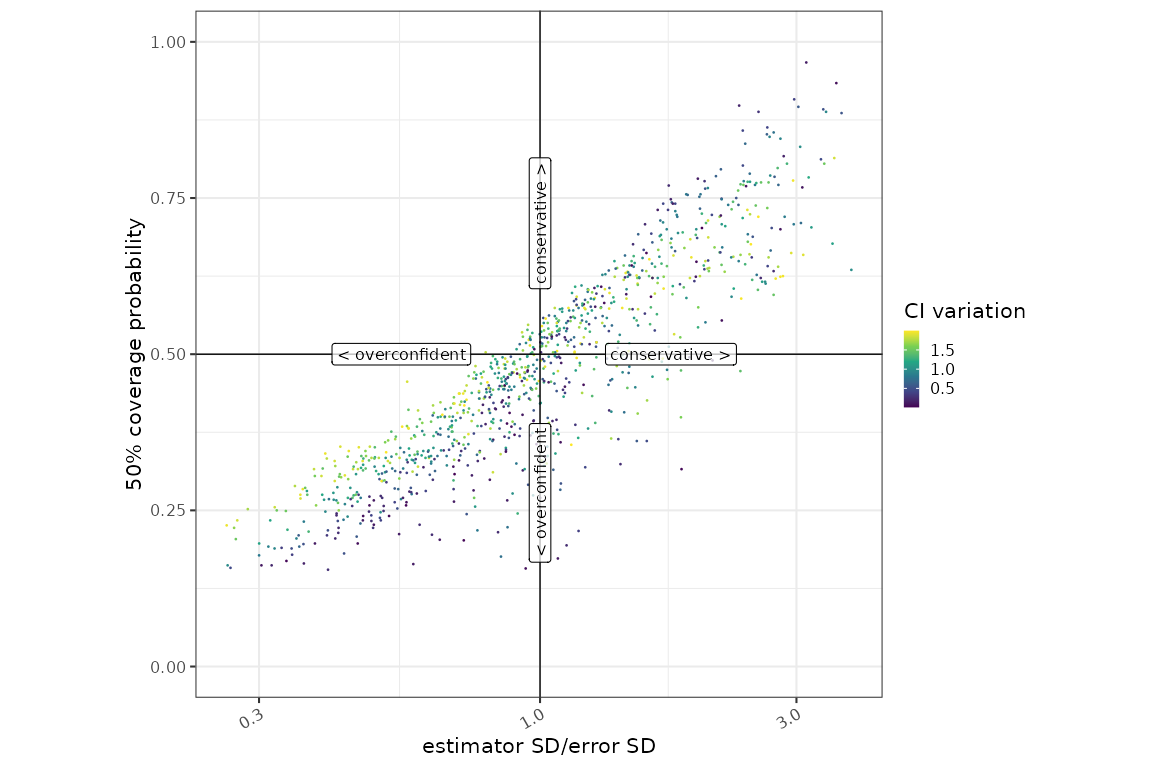 1.00
0.75
0.50
0.25
0.00
50% coverage probability
conservative >
< overconfident
conservative >
< overconfident
0.3
1.0
3.0
estimator SD/error SD
CI variation
1.5
1.0
0.5